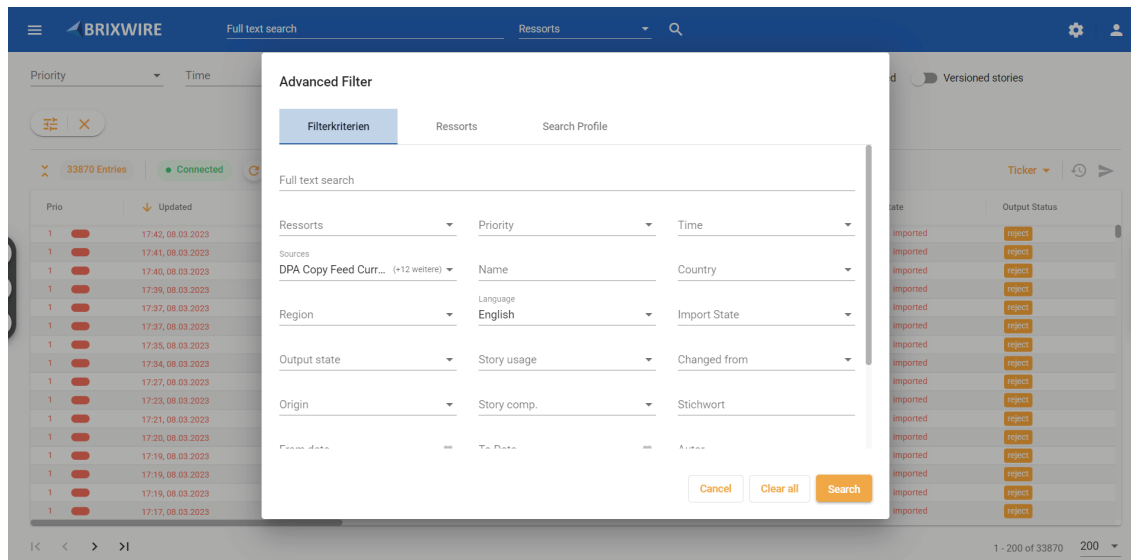 BRIXWIRE Full text search Ressorts
Priority Time Advanced Filter Versioned stories
Filterkriterien Ressorts Search Profile
33870 Entries Connected Ticker
Full text search
Prio Updated Output Status
Ressorts Priority Time
1 17:42, 08.03.2023 imported reject
1 17:41, 08.03.2023 imported reject
Sources
DPA Copy Feed Curr... (+12 weitere) Name Country
1 17:40, 08.03.2023 imported reject
1 17:39, 08.03.2023 imported reject
Language
Region English Import State
1 17:37, 08.03.2023 imported reject
1 17:37, 08.03.2023 imported reject
1 17:35, 08.03.2023 imported reject
Output state Story usage Changed from
1 17:34, 08.03.2023 imported reject
1 17:27, 08.03.2023 imported reject
1 17:23, 08.03.2023 imported reject
Origin Story comp. Stichwort
1 17:21, 08.03.2023 imported reject
1 17:20, 08.03.2023 imported reject
From date To Date Autor
1 17:19, 08.03.2023 imported reject
1 17:19, 08.03.2023 imported reject
1 17:19, 08.03.2023 imported reject
Cancel Clear all Search
1 17:17, 08.03.2023 imported reject
1 - 200 of 33870 200